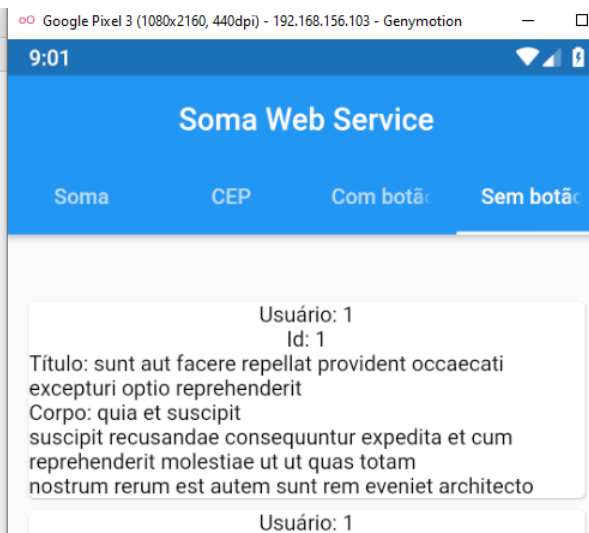 Google Pixel 3 (1080x2160, 440dpi) - 192.168.156.103 - Genymotion
9:01
Soma Web Service
Soma CEP Com botã Sem botão
Usuário: 1
Id: 1
Título: sunt aut facere repellat provident occaecati
excepturi optio reprehenderit
Corpo: quia et suscipit
suscipit recusandae consequuntur expedita et cum
reprehenderit molestiae ut ut quas totam
nostrum rerum est autem sunt rem eveniet architecto
Usuário: 1